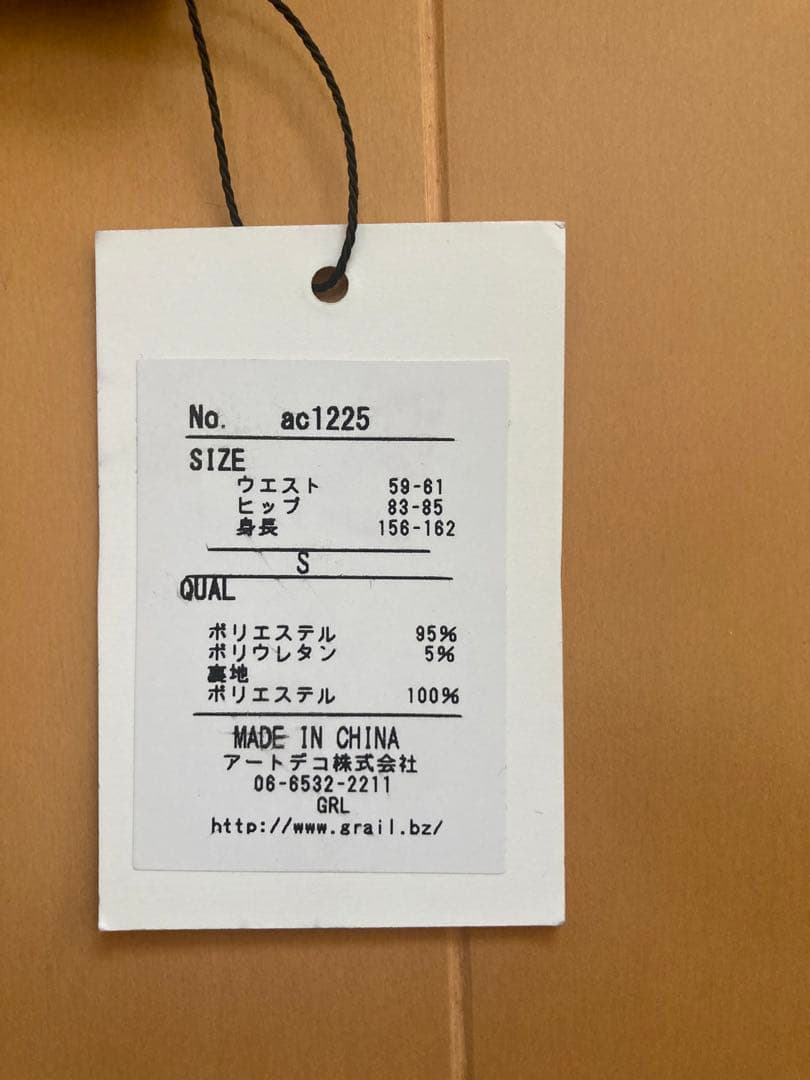 No. ac1225
SIZE
ウエスト 59-61
ヒップ 83-85
身長 156-162
S
QUAL
ポリエステル 95%
ポリウレタン 5%
裏地
ポリエステル 100%
MADE IN CHINA
アートデコ株式会社
06-6532-2211
GRL
http://www.grail.bz/